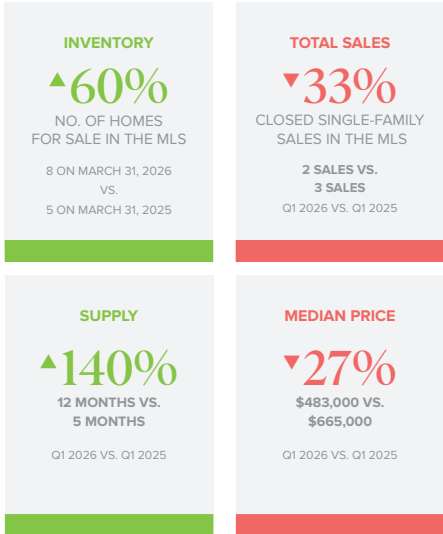 INVENTORY
▲60%
NO. OF HOMES
FOR SALE IN THE MLS
8 ON MARCH 31, 2026
VS.
5 ON MARCH 31, 2025
TOTAL SALES
▼33%
CLOSED SINGLE-FAMILY
SALES IN THE MLS
2 SALES VS.
3 SALES
Q1 2026 VS. Q1 2025
SUPPLY
▲140%
12 MONTHS VS.
5 MONTHS
Q1 2026 VS. Q1 2025
MEDIAN PRICE
▼27%
$483,000 VS.
$665,000
Q1 2026 VS. Q1 2025